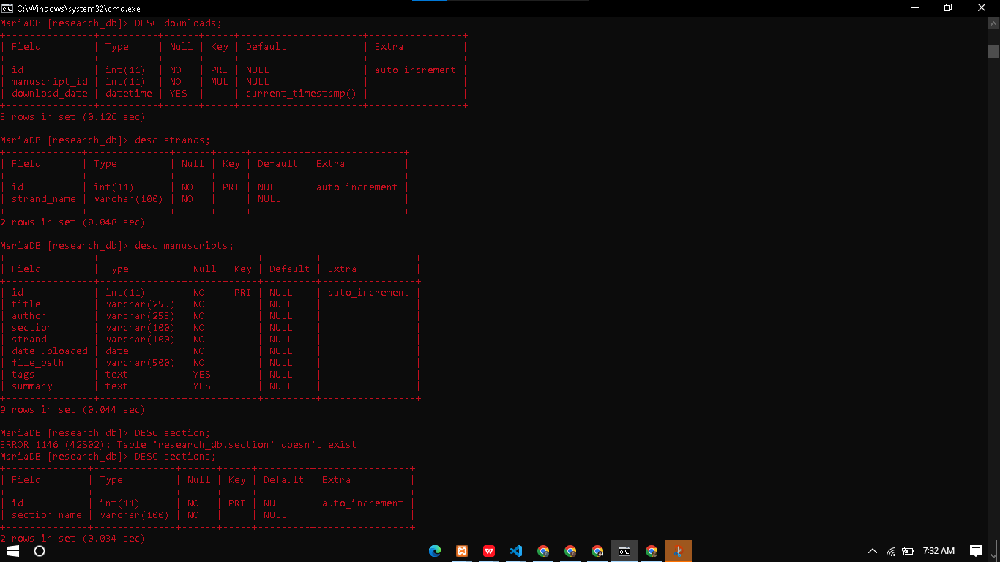 C:\Windows\system32\cmd.exe
MariaDB [research_db]> DESC downloads;
+---------------+----------+------+-----+---------------------+----------------+
| Field         | Type     | Null | Key | Default             | Extra          |
+---------------+----------+------+-----+---------------------+----------------+
| id            | int(11)  | NO   | PRI | NULL                | auto_increment |
| manuscript_id | int(11)  | NO   | MUL | NULL                |                |
| download_date | datetime | YES  |     | current_timestamp() |                |
+---------------+----------+------+-----+---------------------+----------------+
3 rows in set (0.126 sec)
MariaDB [research_db]> desc strands;
+-------------+--------------+------+-----+---------+----------------+
| Field       | Type         | Null | Key | Default | Extra          |
+-------------+--------------+------+-----+---------+----------------+
| id          | int(11)      | NO   | PRI | NULL    | auto_increment |
| strand_name | varchar(100) | NO   |     | NULL    |                |
+-------------+--------------+------+-----+---------+----------------+
2 rows in set (0.048 sec)
MariaDB [research_db]> desc manuscripts;
+---------------+--------------+------+-----+---------+----------------+
| Field         | Type         | Null | Key | Default | Extra          |
+---------------+--------------+------+-----+---------+----------------+
| id            | int(11)      | NO   | PRI | NULL    | auto_increment |
| title         | varchar(255) | NO   |     | NULL    |                |
| author        | varchar(255) | NO   |     | NULL    |                |
| section       | varchar(100) | NO   |     | NULL    |                |
| strand        | varchar(100) | NO   |     | NULL    |                |
| date_uploaded | date         | NO   |     | NULL    |                |
| file_path     | varchar(500) | NO   |     | NULL    |                |
| tags          | text         | YES  |     | NULL    |                |
| summary       | text         | YES  |     | NULL    |                |
+---------------+--------------+------+-----+---------+----------------+
9 rows in set (0.044 sec)
MariaDB [research_db]> DESC section;
ERROR 1146 (42S02): Table 'research_db.section' doesn't exist
MariaDB [research_db]> DESC sections;
+--------------+--------------+------+-----+---------+----------------+
| Field        | Type         | Null | Key | Default | Extra          |
+--------------+--------------+------+-----+---------+----------------+
| id           | int(11)      | NO   | PRI | NULL    | auto_increment |
| section_name | varchar(100) | NO   |     | NULL    |                |
+--------------+--------------+------+-----+---------+----------------+
2 rows in set (0.034 sec)
7:32 AM